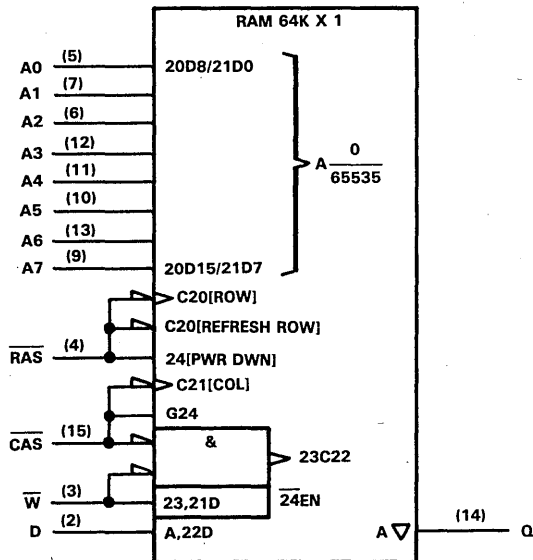 RAM 64K X 1
A0 (5) 20D8/21D0
A1 (7)
A2 (6)
A3 (12) A 0
A4 (11) 65535
A5 (10)
A6 (13)
A7 (9) 20D15/21D7
C20[ROW]
C20[REFRESH ROW]
RAS (4) 24[PWR DWN]
C21[COL]
G24
CAS (15) & 23C22
W (3) 23,21D 24EN
D (2) A,22D A (14) Q